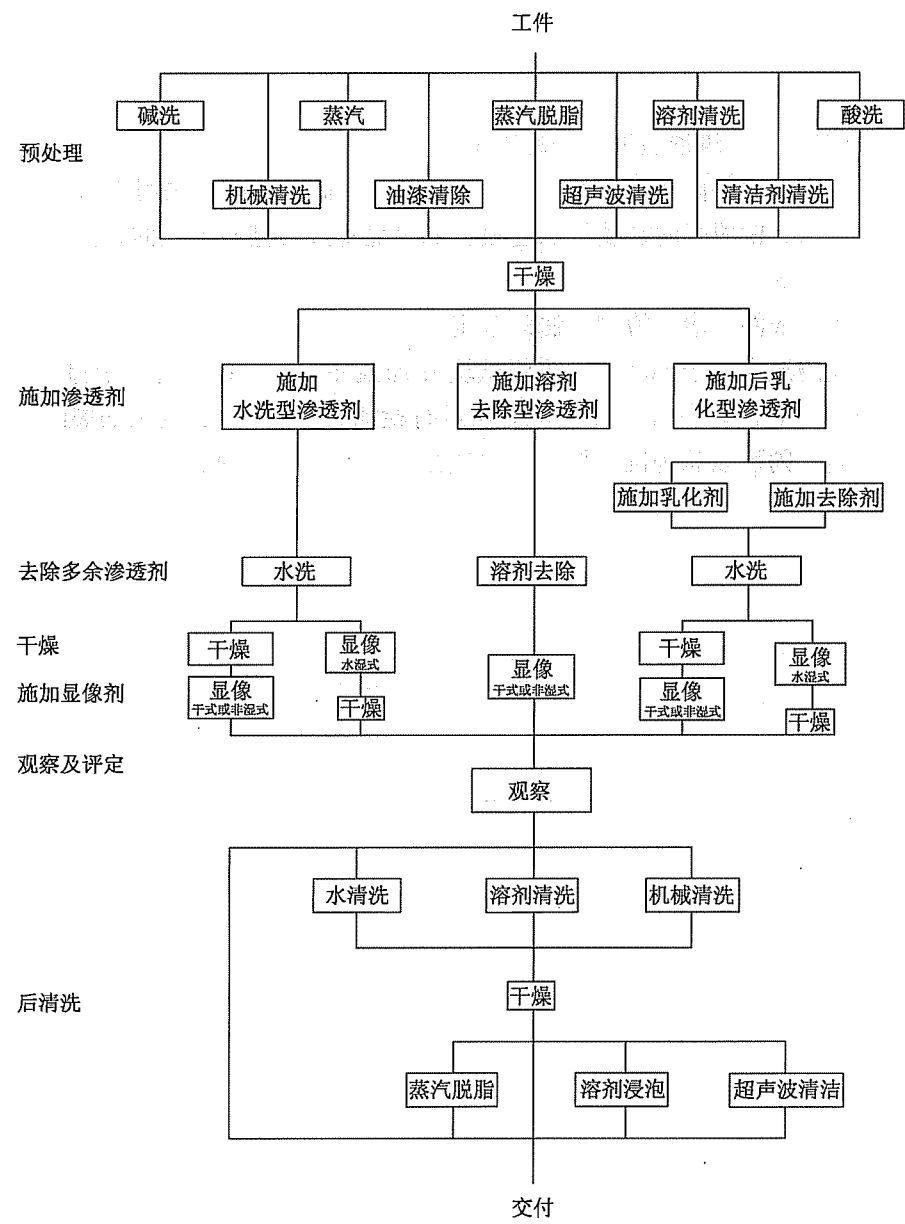 工件
碱洗
蒸汽
蒸汽脱脂
溶剂清洗
酸洗
预处理
机械清洗
油漆清除
超声波清洗
清洁剂清洗
干燥
施加渗透剂
施加
水洗型渗透剂
施加溶剂
去除型渗透剂
施加后乳
化型渗透剂
施加乳化剂
施加去除剂
去除多余渗透剂
水洗
溶剂去除
水洗
干燥
干燥
显像
水湿式
干燥
显像
水湿式
施加显像剂
显像
干式或非湿式
干燥
显像
干式或非湿式
显像
干式或非湿式
干燥
观察及评定
观察
水清洗
溶剂清洗
机械清洗
后清洗
干燥
蒸汽脱脂
溶剂浸泡
超声波清洁
交付